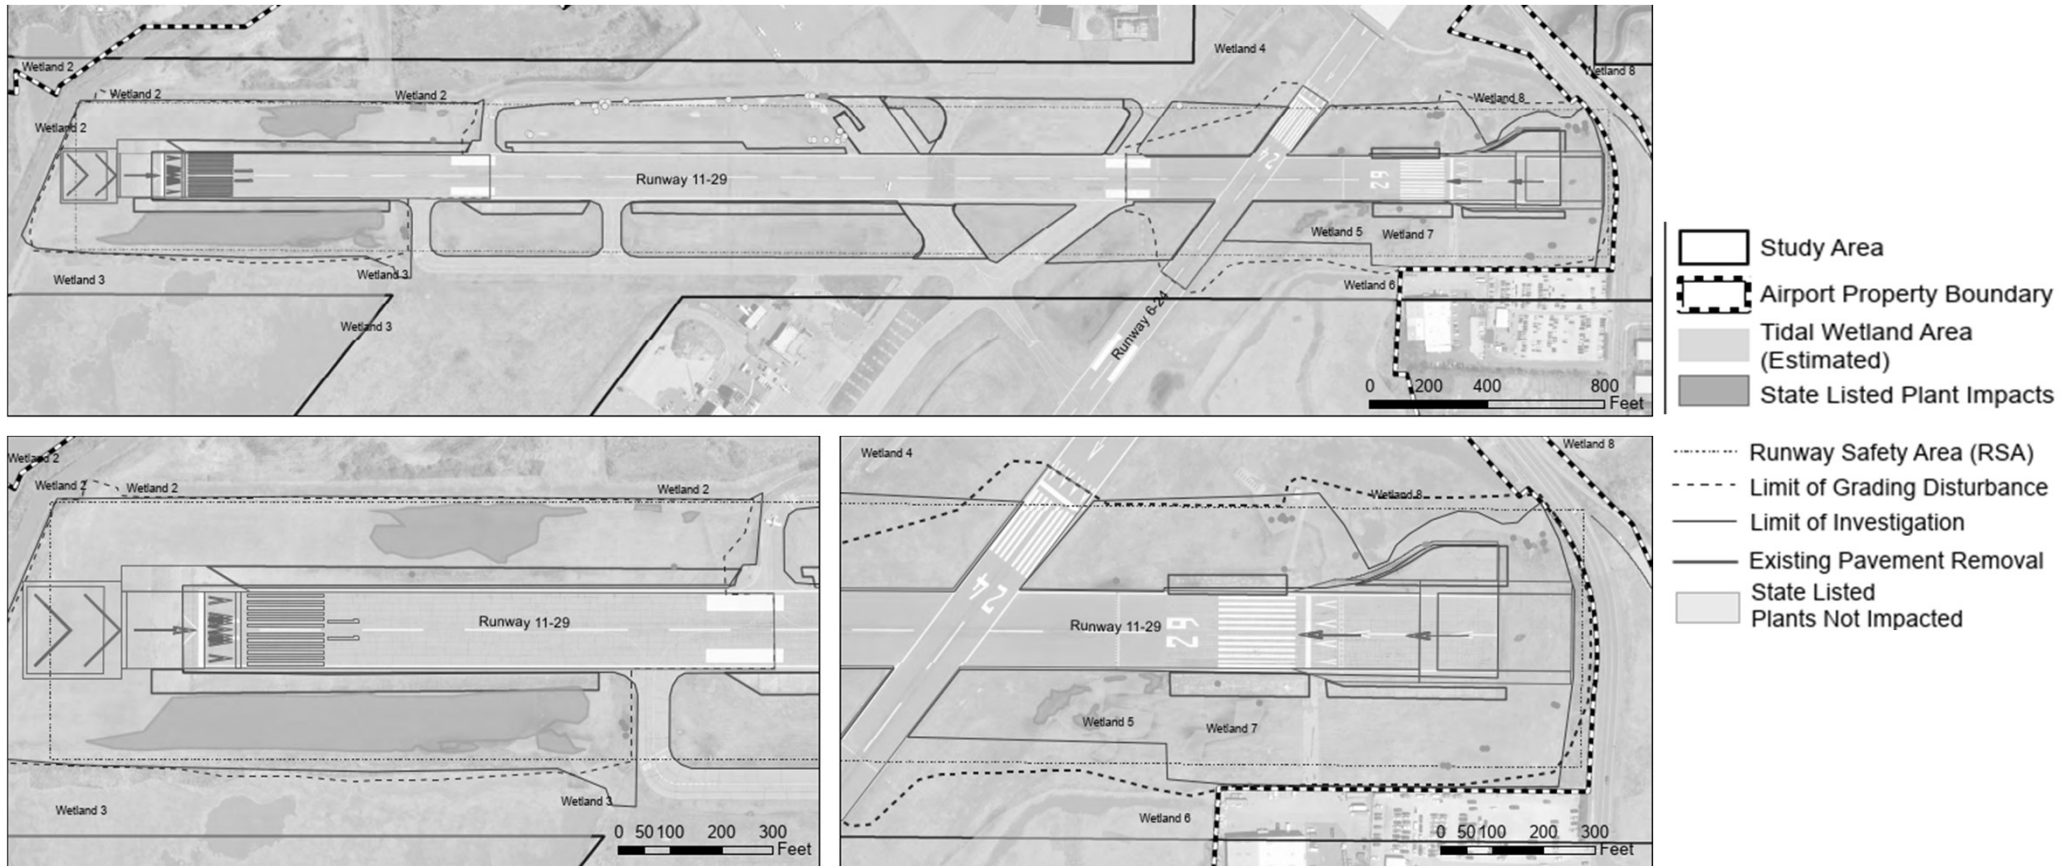 Wetland 4
Wetland 2
Wetland 8
Wetland 2
Wetland 2
Wetland 8
Wetland 2
24
Runway 11-29
29
Wetland 5
Wetland 7
Wetland 3
Wetland 3
Wetland 6
Wetland 3
Runway 6-24
0 200 400 800
Feet
Study Area
Airport Property Boundary
Tidal Wetland Area
(Estimated)
State Listed Plant Impacts
Runway Safety Area (RSA)
Limit of Grading Disturbance
Limit of Investigation
Existing Pavement Removal
State Listed
Plants Not Impacted
Wetland 2
Wetland 2
Wetland 2
Wetland 2
Runway 11-29
Wetland 3
Wetland 3
0 50 100 200 300
Feet
Wetland 4
Wetland 8
Wetland 8
24
Runway 11-29
29
Wetland 5
Wetland 7
Wetland 6
0 50 100 200 300
Feet